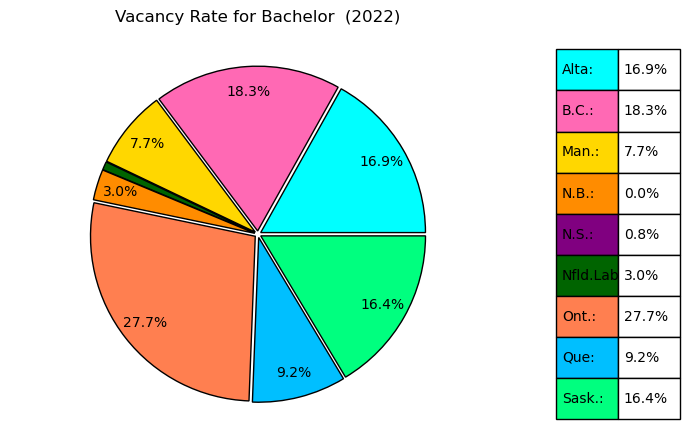 Vacancy Rate for Bachelor  (2022)
18.3%
16.9%
7.7%
3.0%
27.7%
9.2%
16.4%
Alta: 16.9%
B.C.: 18.3%
Man.: 7.7%
N.B.: 0.0%
N.S.: 0.8%
Nfld.Lab 3.0%
Ont.: 27.7%
Que: 9.2%
Sask.: 16.4%